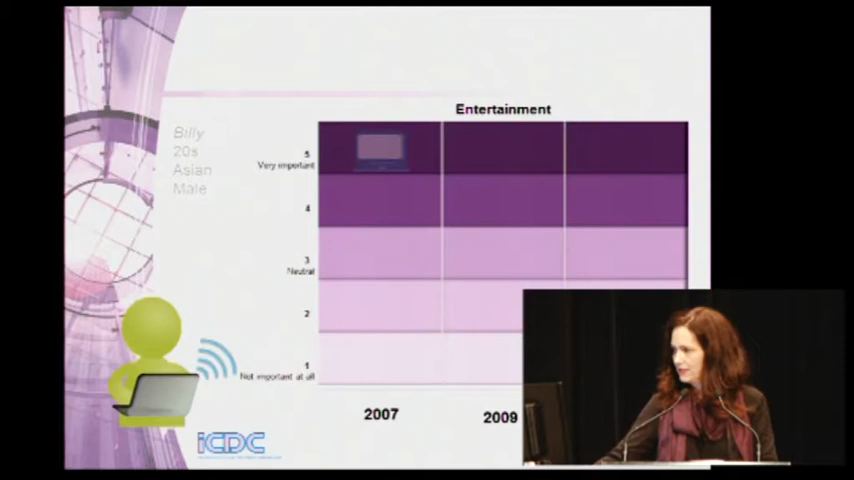 Entertainment
Billy
20s
Asian
Male
5
Very important
4
3
Neutral
2
1
Not important at all
2007
2009
iCDC